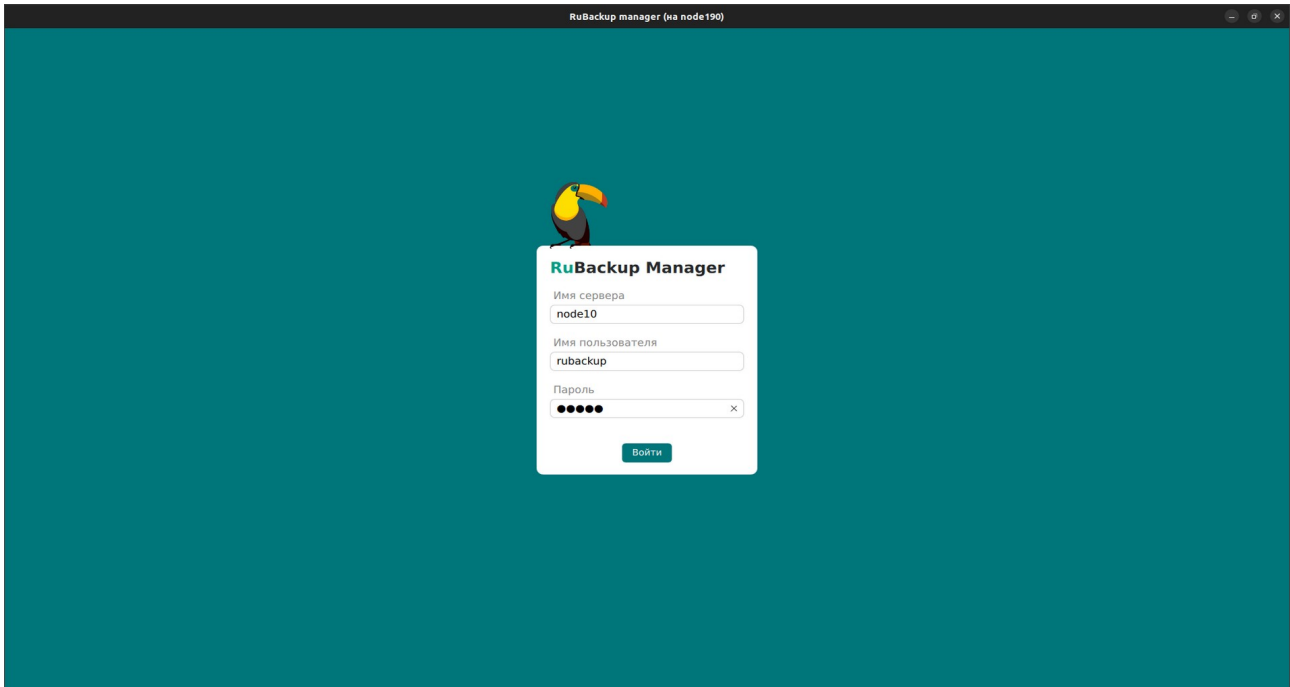 RuBackup manager (на node190)
RuBackup Manager
Имя сервера
node10
Имя пользователя
rubackup
Пароль
●●●●●
Войти